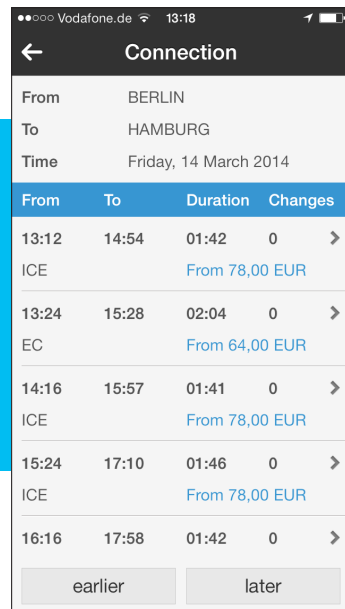 Vodafone.de 13:18
Connection
From BERLIN
To HAMBURG
Time Friday, 14 March 2014
From To Duration Changes
13:12 14:54 01:42 0
ICE From 78,00 EUR
13:24 15:28 02:04 0
EC From 64,00 EUR
14:16 15:57 01:41 0
ICE From 78,00 EUR
15:24 17:10 01:46 0
ICE From 78,00 EUR
16:16 17:58 01:42 0
earlier later